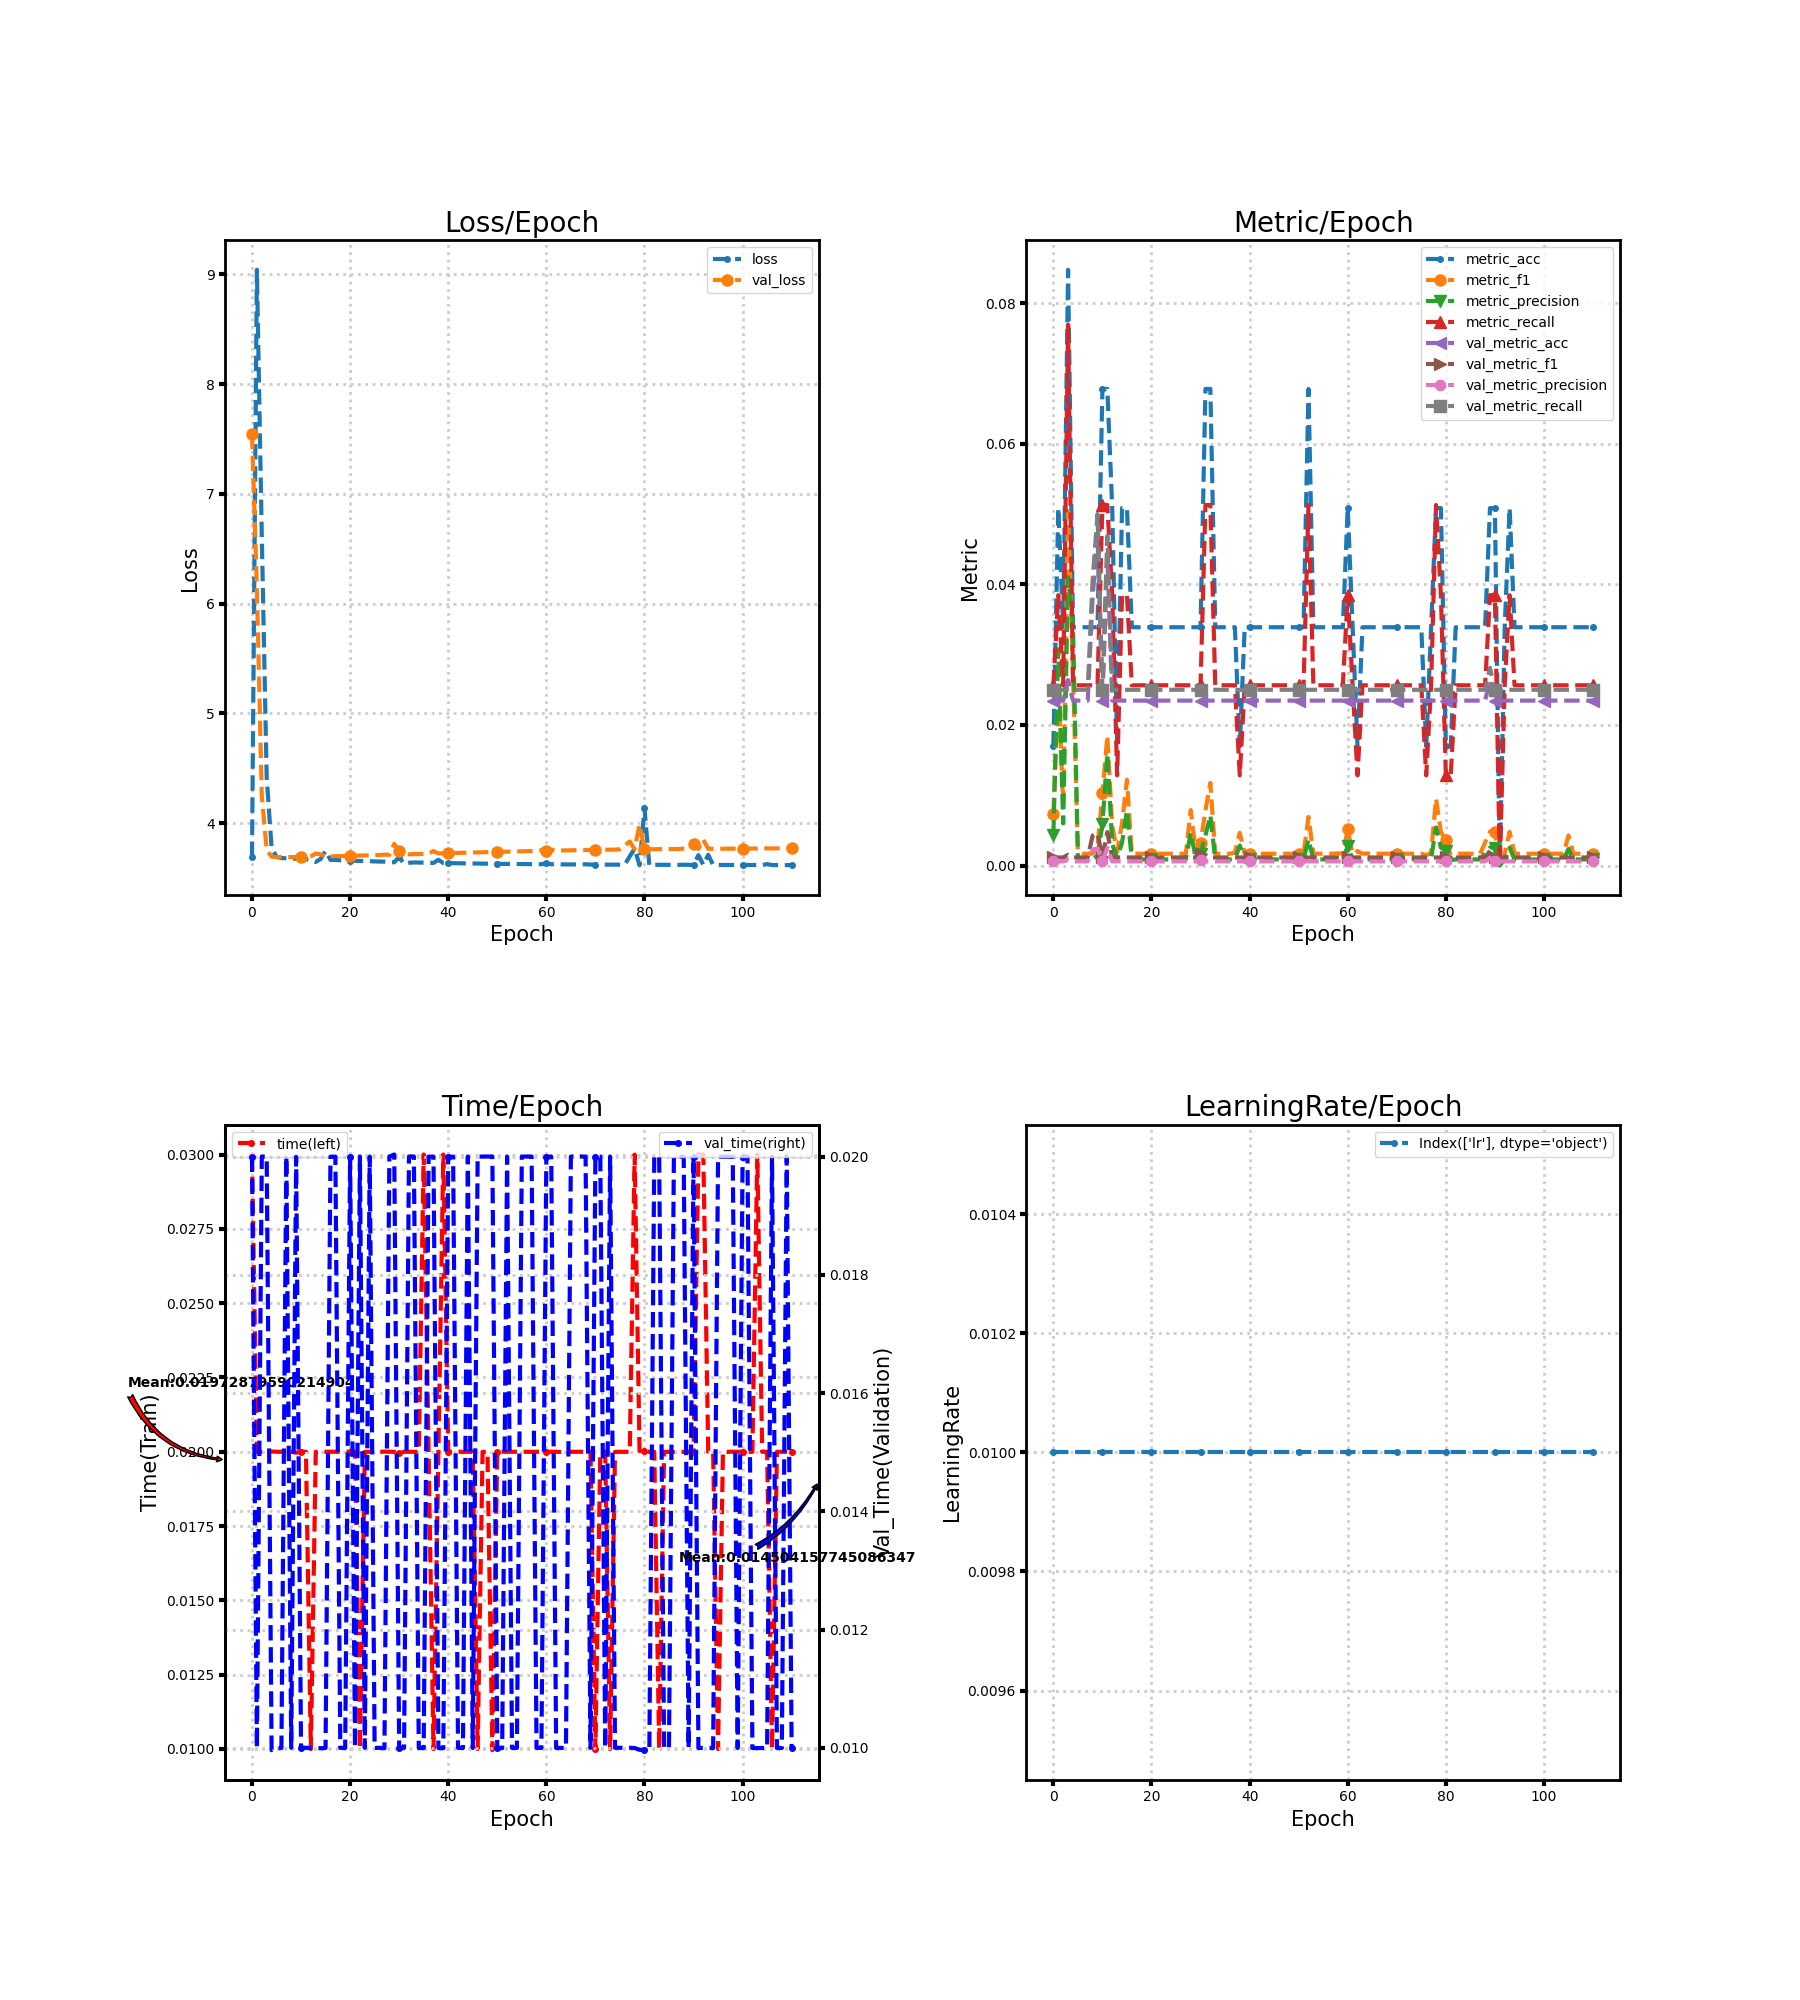 Loss/Epoch
9
8
7
6
5
4
Loss
loss
val_loss
0 20 40 60 80 100
Epoch
Metric/Epoch
0.08
0.06
0.04
0.02
0.00
Metric
metric_acc
metric_f1
metric_precision
metric_recall
val_metric_acc
val_metric_f1
val_metric_precision
val_metric_recall
0 20 40 60 80 100
Epoch
Time/Epoch
time(left)
val_time(right)
0.0300
0.0275
0.0250
0.0225
0.0200
0.0175
0.0150
0.0125
0.0100
Time(Train)
0.020
0.018
0.016
0.014
0.012
0.010
Val_Time(Validation)
Mean:0.014504157745086347
0 20 40 60 80 100
Epoch
LearningRate/Epoch
Index(['lr'], dtype='object')
0.0104
0.0102
0.0100
0.0098
0.0096
LearningRate
0 20 40 60 80 100
Epoch